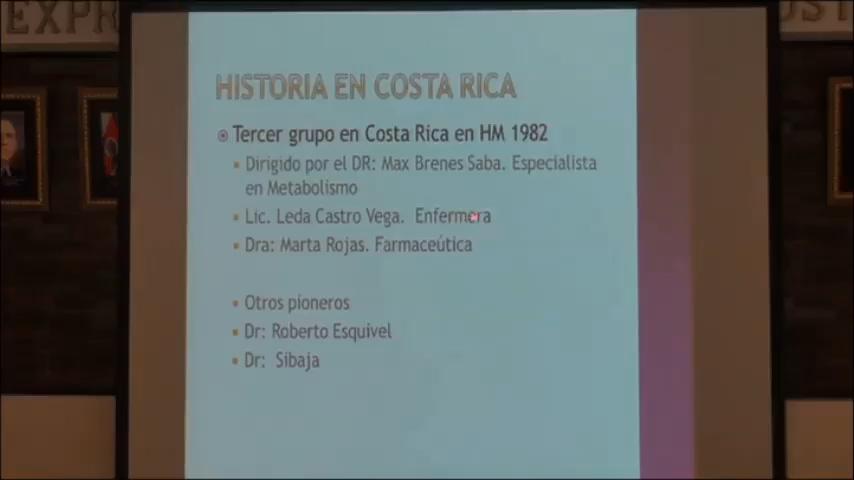 EXPR
HISTORIA EN COSTA RICA
Tercer grupo en Costa Rica en HM 1982
Dirigido por el DR: Max Brenes Saba. Especialista
en Metabolismo
Lic. Leda Castro Vega. Enfermera
Dra: Marta Rojas. Farmaceútica
Otros pioneros
Dr: Roberto Esquivel
Dr: Sibaja